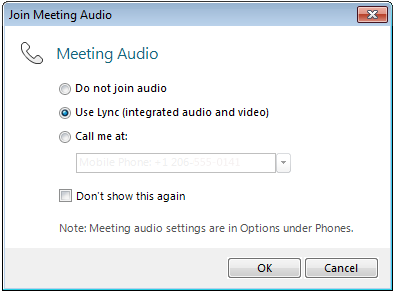 Join Meeting Audio
Meeting Audio
Do not join audio
Use Lync (integrated audio and video)
Call me at:
Mobile Phone: +1 206-555-0141
Don't show this again
Note: Meeting audio settings are in Options under Phones.
OK Cancel